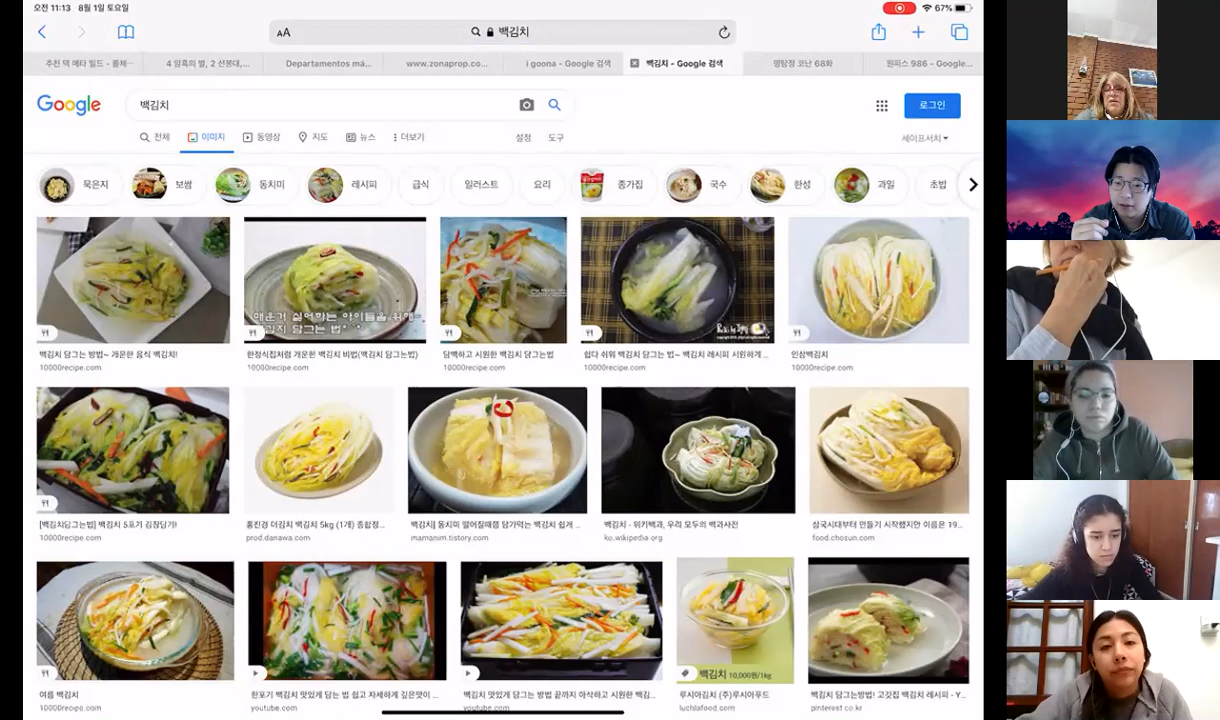 오전 11:13 8월 1일 토요일
67%
AA
백김치
추천 덱 메타 빌드 - 롤체…
4 암흑의 별, 2 선봉대,...
Departamentos má...
www.zonaprop.co...
i goona - Google 검색
백김치 - Google 검색
명탐정 코난 68화
원피스 986 - Google...
Google
백김치
로그인
전체 이미지 동영상 지도 뉴스 더보기 설정 도구
세이프서치
묵은지 보쌈 동치미 레시피 급식 일러스트 요리 종가집 국수 한성 과일 초밥
백김치 담그는 방법~ 개운한 음식 백김치!
10000recipe.com
한정식집처럼 개운한 백김치 비법(백김치 담그는법)
10000recipe.com
담백하고 시원한 백김치 담그는법
10000recipe.com
쉽다 쉬워 백김치 담그는 법~ 백김치 레시피 시원하게 ...
10000recipe.com
인삼백김치
10000recipe.com
[백김치담그는법] 5포기 김장담기!
10000recipe.com
홍진경 더김치 백김치 5kg (1개) 종합정...
prod.danawa.com
백김치| 동치미 떨어질때쯤 담가먹는 백김치 쉽게 ...
mamanim.tistory.com
백김치 - 위키백과, 우리 모두의 백과사전
ko.wikipedia.org
삼국시대부터 만들기 시작했지만 이름은 19...
food.chosun.com
백김치 10,000원/1kg
여름 백김치
10000recipe.com
한포기 백김치 맛있게 담는 법 쉽고 자세하게 깊은맛이 ...
youtube.com
백김치 맛있게 담그는 방법 끝까지 아삭하고 시원한 백김...
youtube.com
루시아김치 (주)루시아푸드
luciafood.com
백김치 담그는방법! 고깃집 백김치 레시피 - Y...
pinterest.co.kr